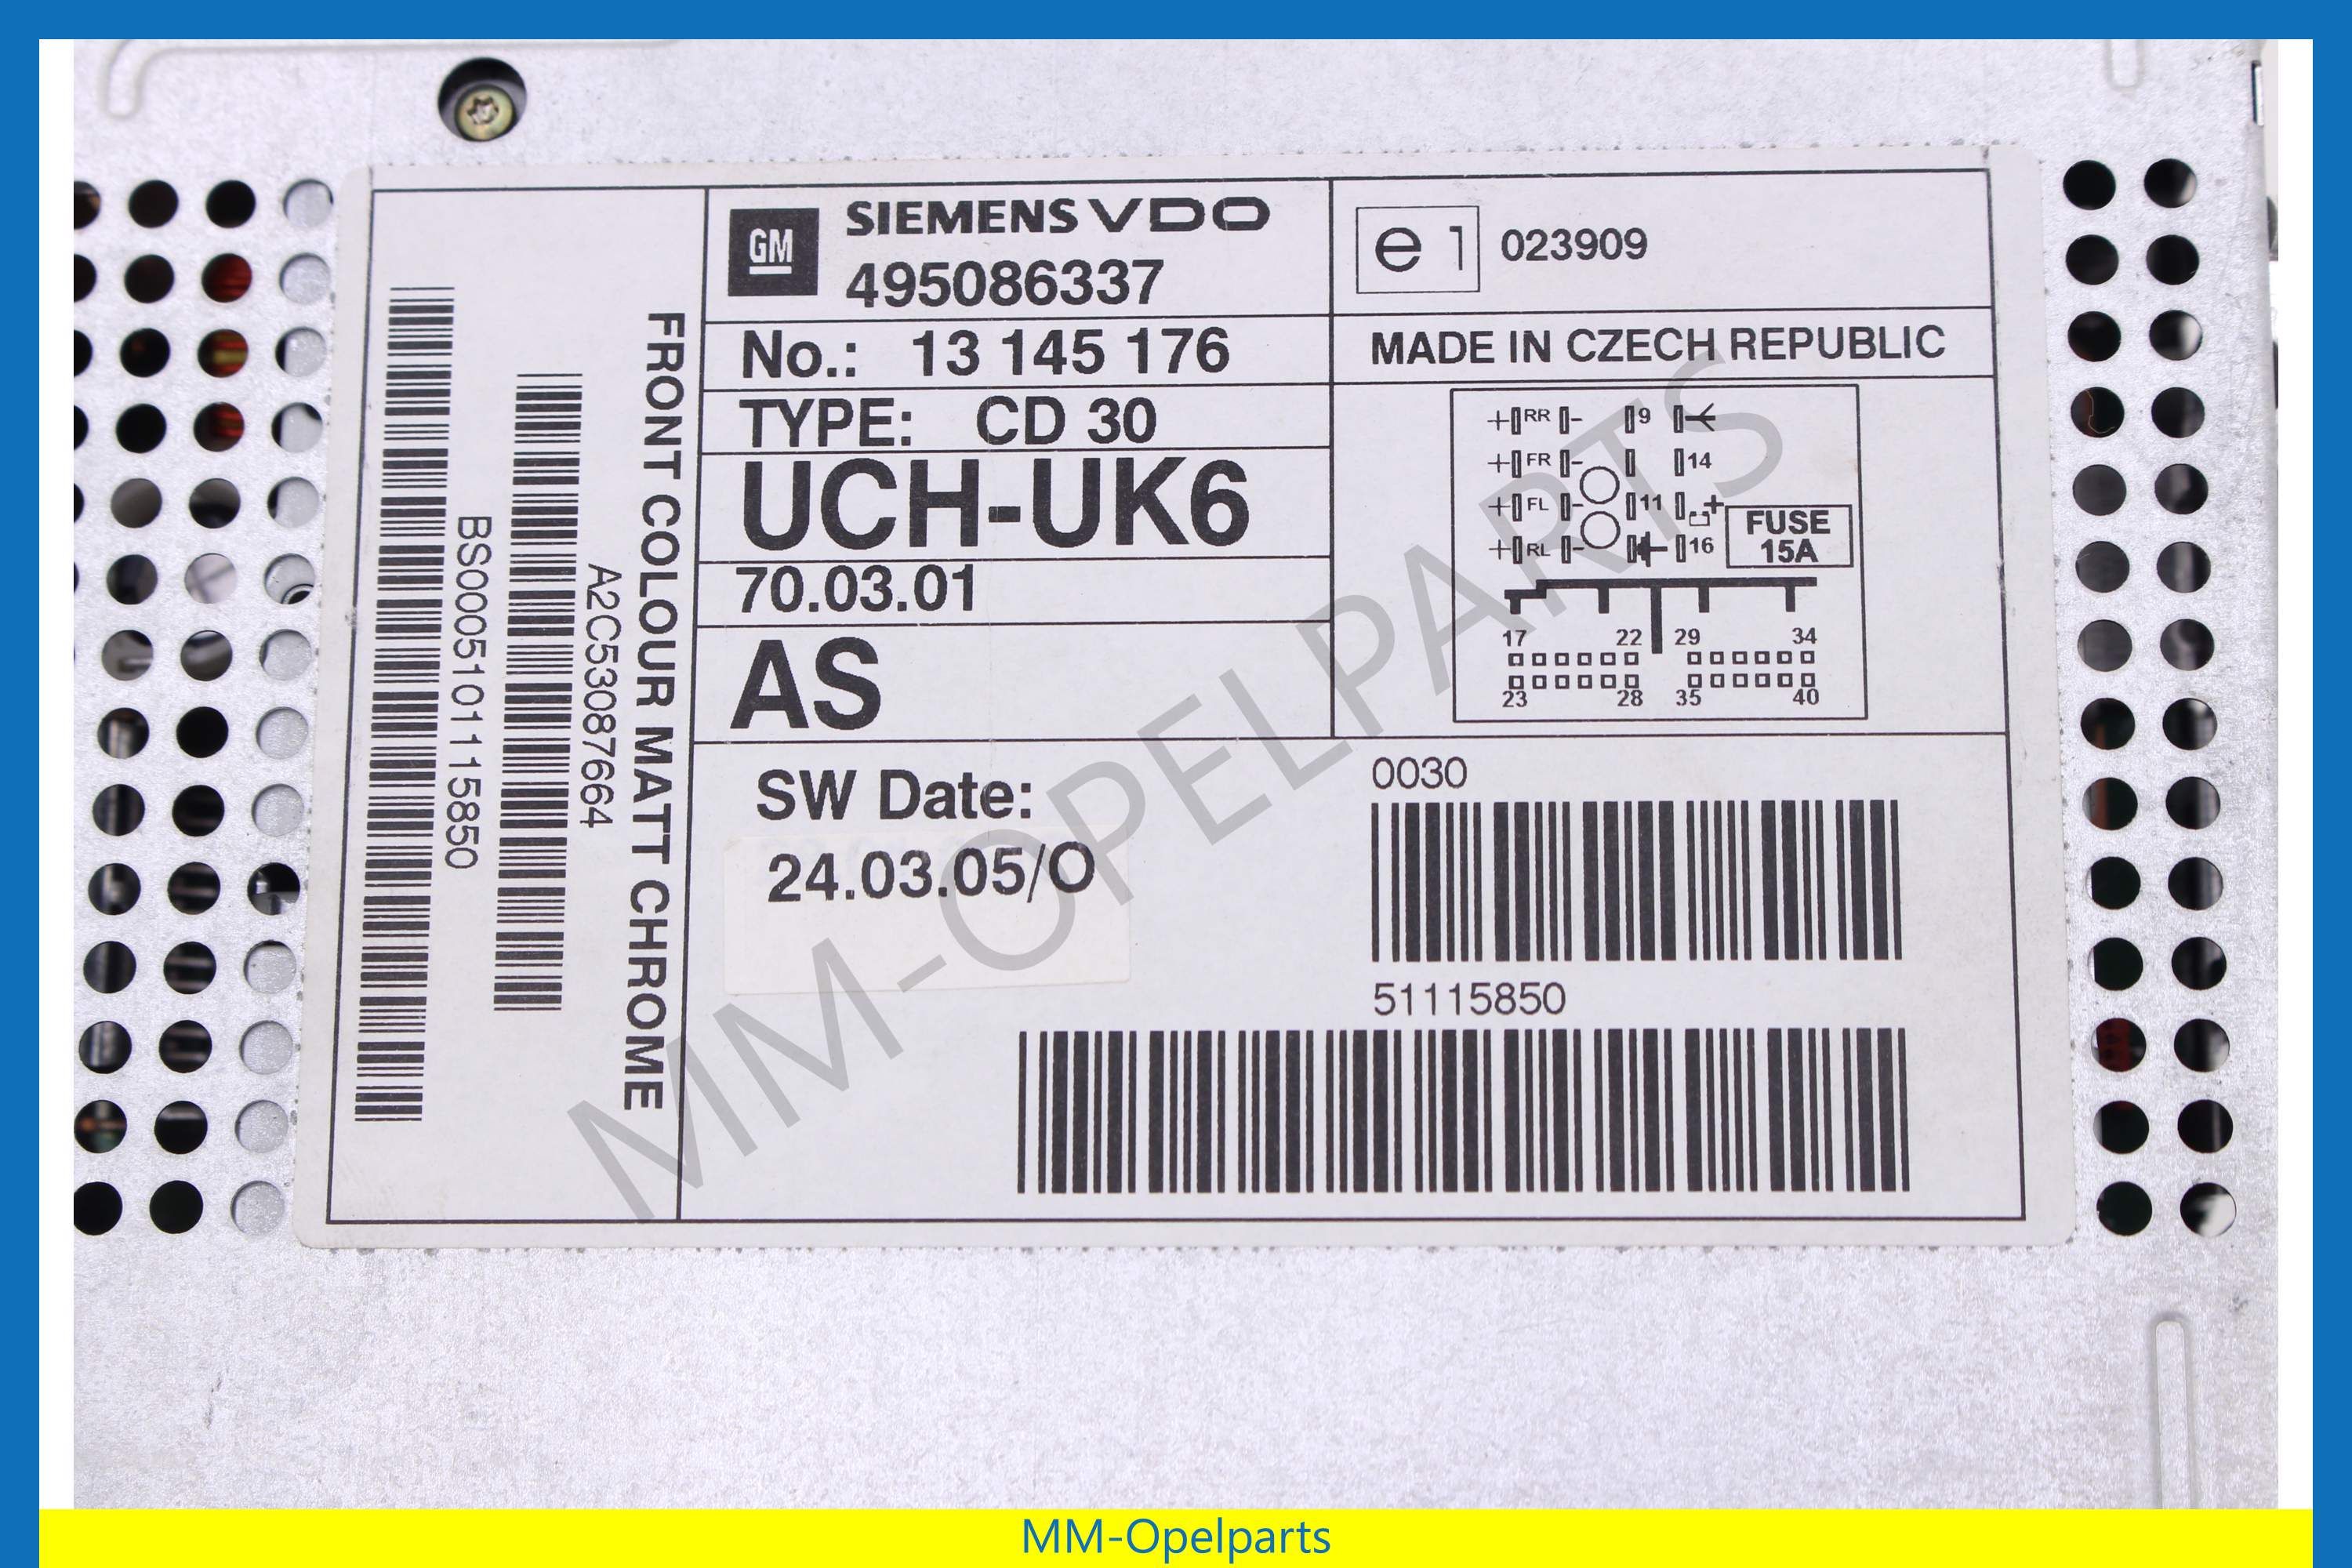 GM
SIEMENS VDO
495086337
No.: 13 145 176
TYPE: CD 30
UCH-UK6
70.03.01
AS
SW Date:
24.03.05/O
e1 023909
MADE IN CZECH REPUBLIC
+ RR - 9
+ FR - 14
+ FL - 11 +
+ RL - 16
FUSE
15A
17 22 29 34
23 28 35 40
0030
51115850
FRONT COLOUR MATT CHROME
A2C53087664
BS0005101115850
MM-OPELPARTS
MM-Opelparts